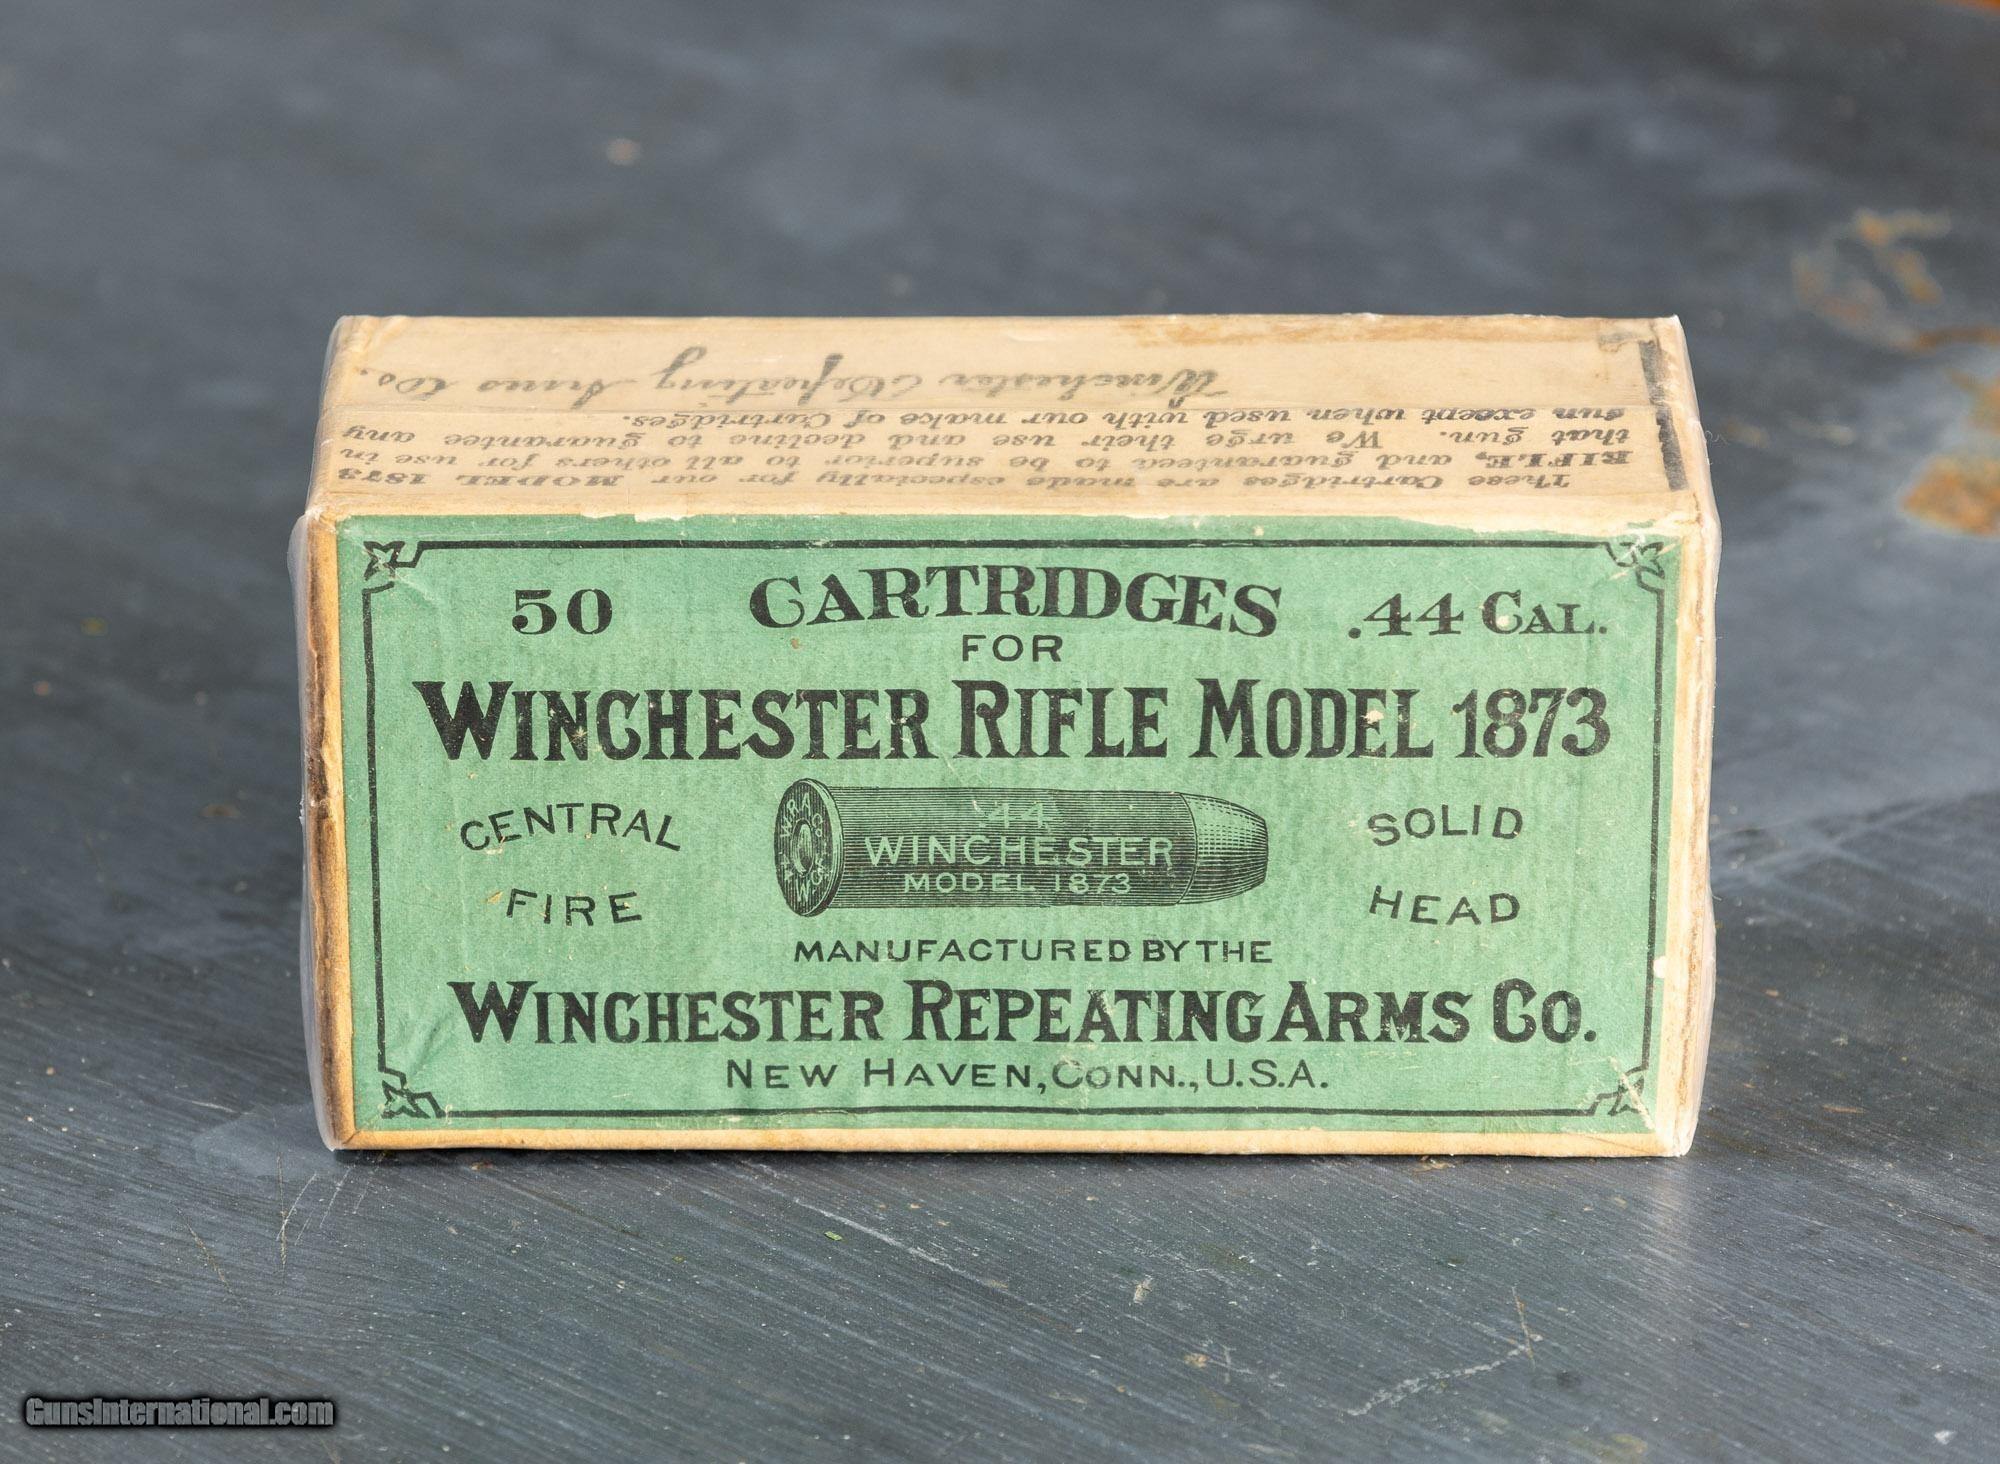 Winchester Repeating Arms Co.
These Cartridges are made especially for our MODEL 1873
RIFLE, and guaranteed to be superior to all others for use in
that gun. We urge their use and decline to guarantee any
gun except when used with our make of Cartridges.
50 CARTRIDGES .44 CAL.
FOR
WINCHESTER RIFLE MODEL 1873
CENTRAL
FIRE
W.R.A. CO.
44 W.C.F.
44
WINCHESTER
MODEL 1873
SOLID
HEAD
MANUFACTURED BY THE
WINCHESTER REPEATING ARMS CO.
NEW HAVEN, CONN., U.S.A.
GunsInternational.com